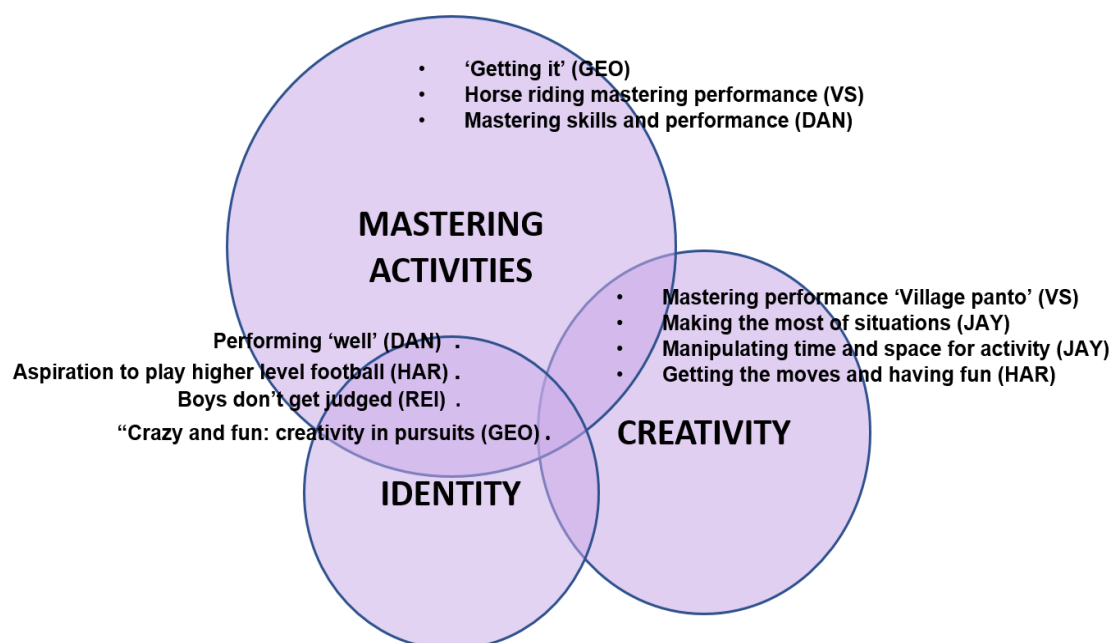 • ‘Getting it’ (GEO)
• Horse riding mastering performance (VS)
• Mastering skills and performance (DAN)
MASTERING
ACTIVITIES
• Mastering performance ‘Village panto’ (VS)
• Making the most of situations (JAY)
• Manipulating time and space for activity (JAY)
• Getting the moves and having fun (HAR)
Performing ‘well’ (DAN) .
Aspiration to play higher level football (HAR) .
Boys don’t get judged (REI) .
“Crazy and fun: creativity in pursuits (GEO) .
CREATIVITY
IDENTITY